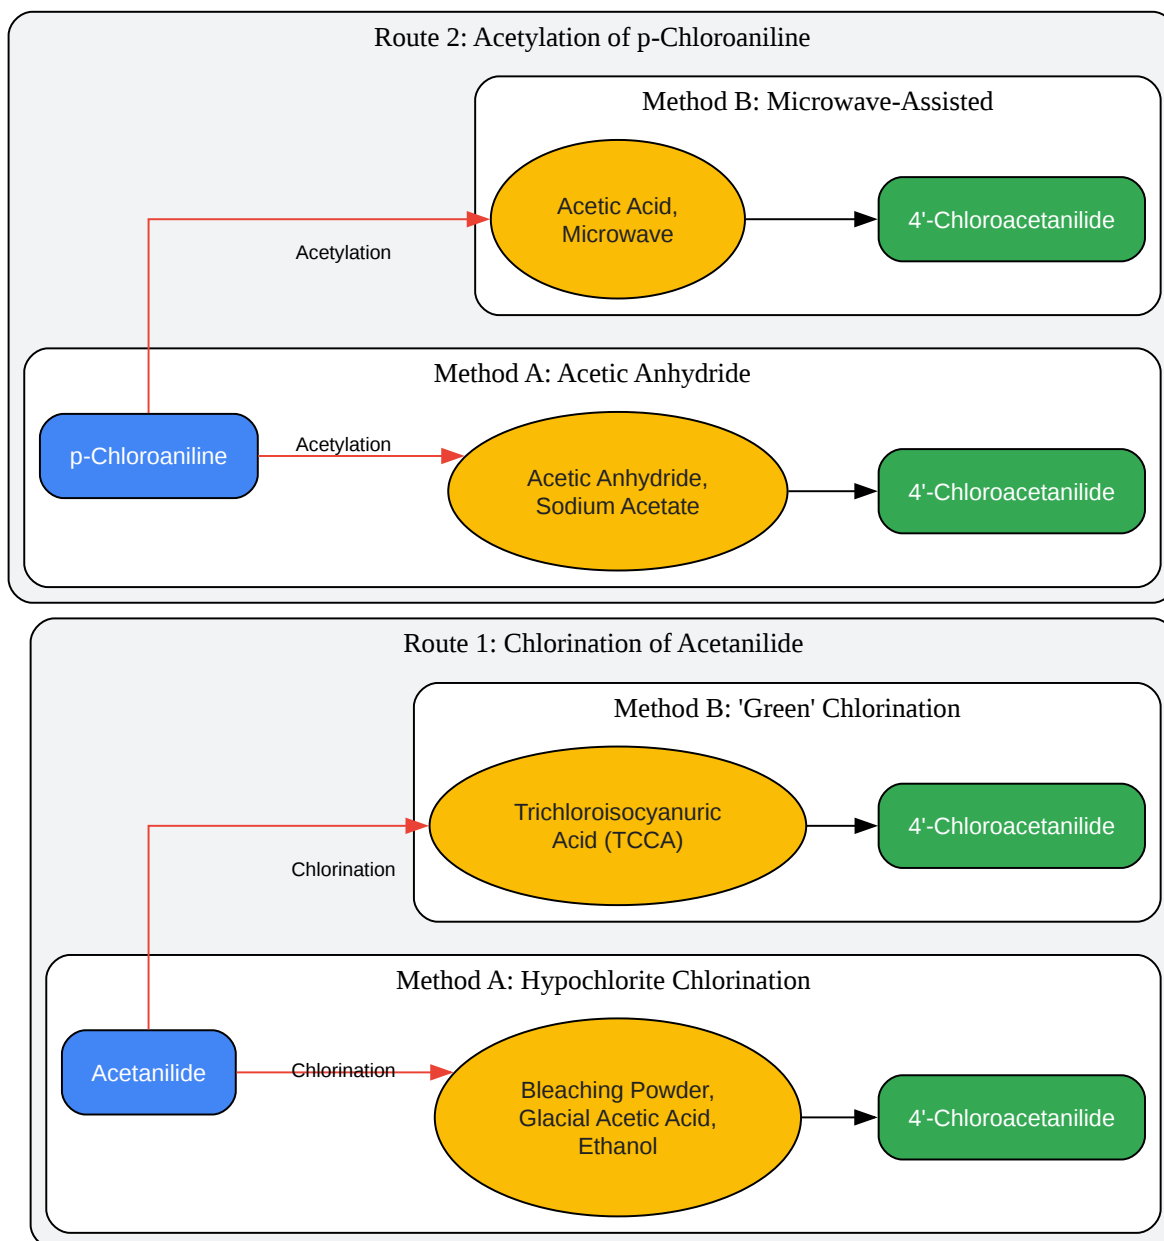 Route 2: Acetylation of p-Chloroaniline
Method B: Microwave-Assisted
Acetic Acid,
Microwave
4'-Chloroacetanilide
Acetylation
Method A: Acetic Anhydride
p-Chloroaniline
Acetylation
Acetic Anhydride,
Sodium Acetate
4'-Chloroacetanilide
Route 1: Chlorination of Acetanilide
Method B: 'Green' Chlorination
Trichloroisocyanuric
Acid (TCCA)
4'-Chloroacetanilide
Chlorination
Method A: Hypochlorite Chlorination
Acetanilide
Chlorination
Bleaching Powder,
Glacial Acetic Acid,
Ethanol
4'-Chloroacetanilide